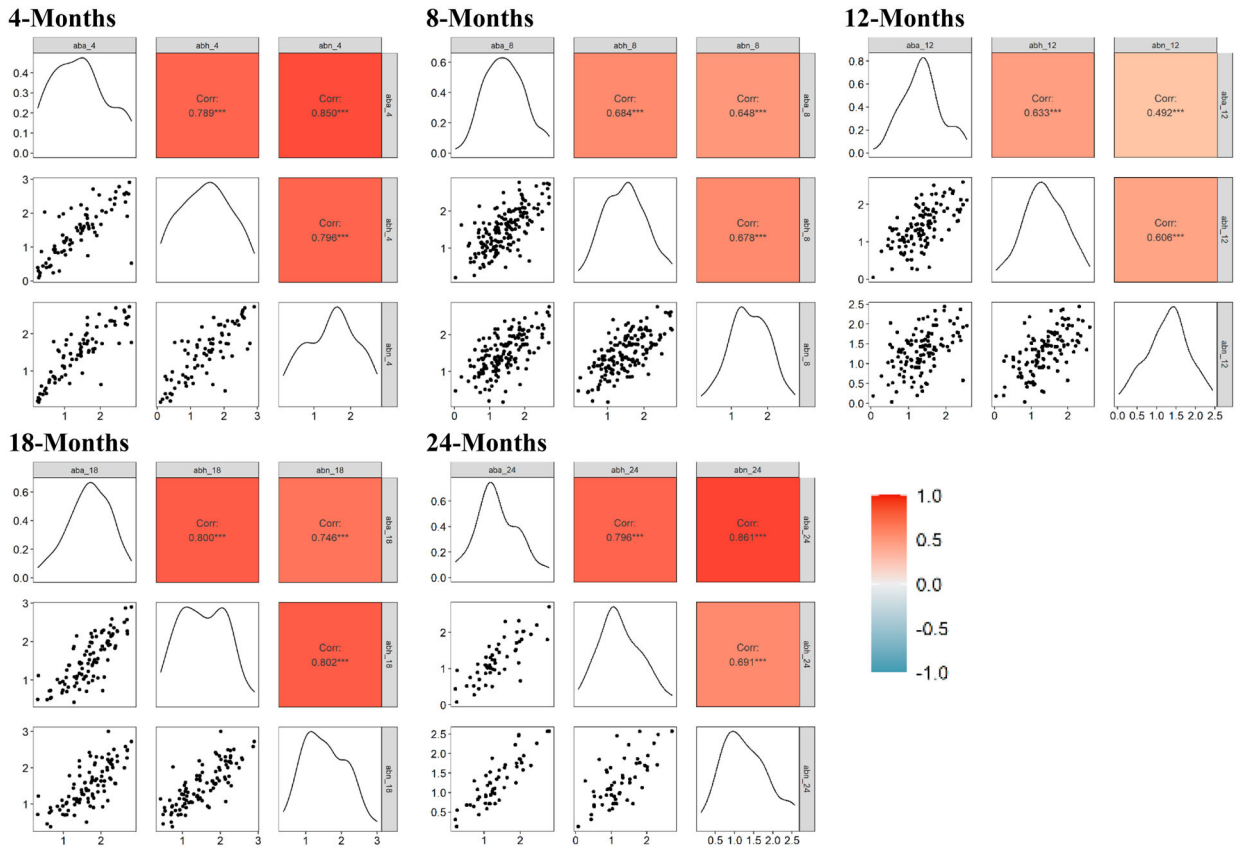 4-Months
aba_4 abh_4 abn_4
0.4
0.3
0.2
0.1
0.0
Corr:
0.789***
Corr:
0.850***
aba_4
3
2
1
0
Corr:
0.796***
abh_4
2
1
abn_4
1 2
0 1 2 3
1 2
8-Months
aba_8 abh_8 abn_8
0.6
0.4
0.2
0.0
Corr:
0.684***
Corr:
0.648***
aba_8
2
1
Corr:
0.678***
abh_8
2
1
abn_8
0 1 2
1 2
1 2
12-Months
aba_12 abh_12 abn_12
0.8
0.6
0.4
0.2
0.0
Corr:
0.633***
Corr:
0.492***
aba_12
2
1
0
Corr:
0.606***
abh_12
2.5
2.0
1.5
1.0
0.5
0.0
abn_12
0 1 2
0 1 2
0.0 0.5 1.0 1.5 2.0 2.5
18-Months
aba_18 abh_18 abn_18
0.6
0.4
0.2
0.0
Corr:
0.800***
Corr:
0.746***
aba_18
3
2
1
Corr:
0.802***
abh_18
3
2
1
abn_18
1 2
1 2 3
1 2 3
24-Months
aba_24 abh_24 abn_24
0.6
0.4
0.2
0.0
Corr:
0.796***
Corr:
0.861***
aba_24
2
1
0
Corr:
0.691***
abh_24
2.5
2.0
1.5
1.0
0.5
abn_24
1 2
0 1 2
0.5 1.0 1.5 2.0 2.5
1.0
0.5
0.0
-0.5
-1.0